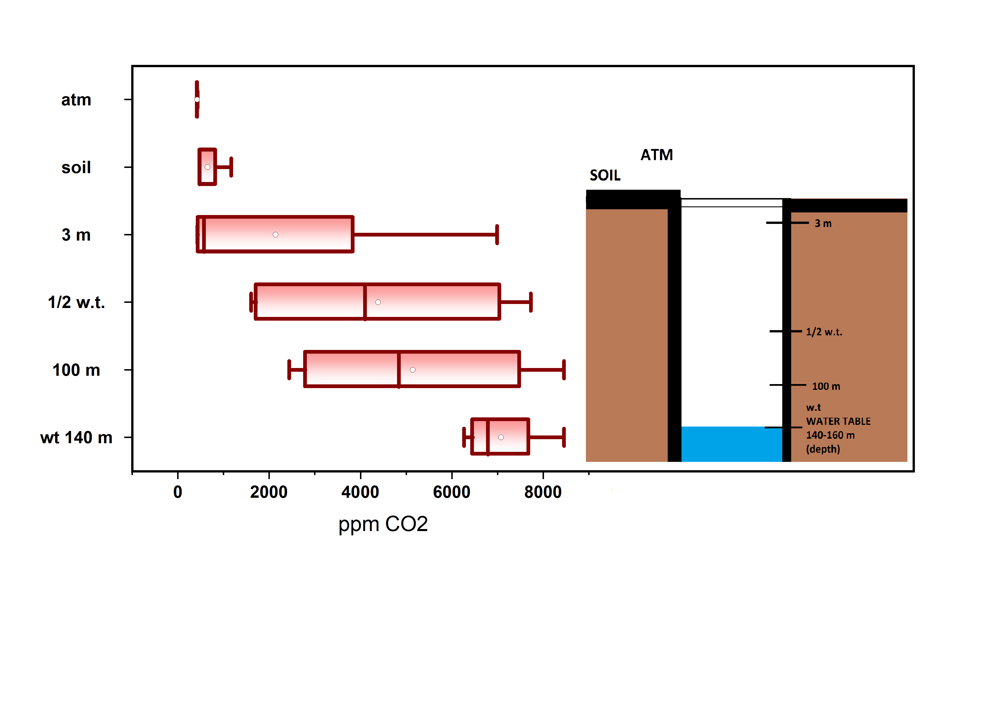 atm
soil
3 m
1/2 w.t.
100 m
wt 140 m
0 2000 4000 6000 8000
ppm CO2
ATM
SOIL
3 m
1/2 w.t.
100 m
w.t
WATER TABLE
140-160 m
(depth)